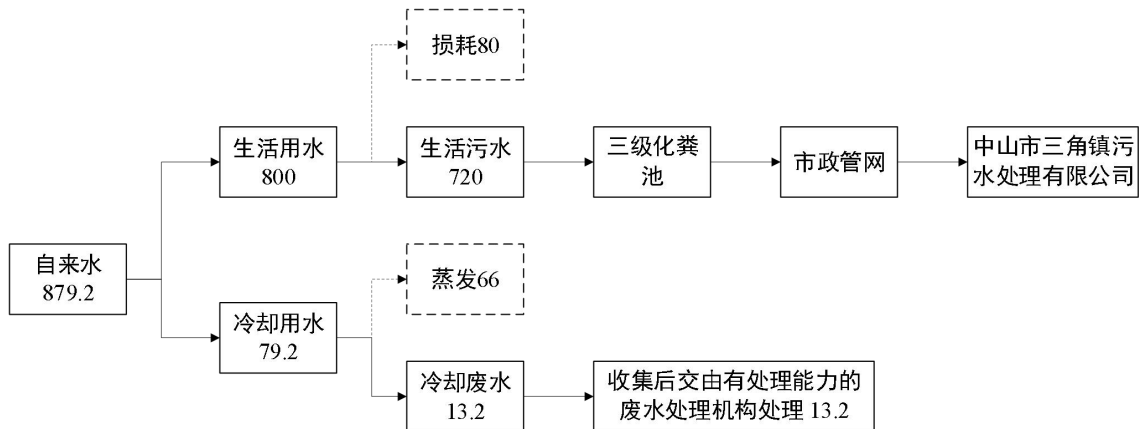 损耗80
生活用水
800
生活污水
720
三级化粪
池
市政管网
中山市三角镇污
水处理有限公司
自来水
879.2
蒸发66
冷却用水
79.2
冷却废水
13.2
收集后交由有处理能力的
废水处理机构处理 13.2